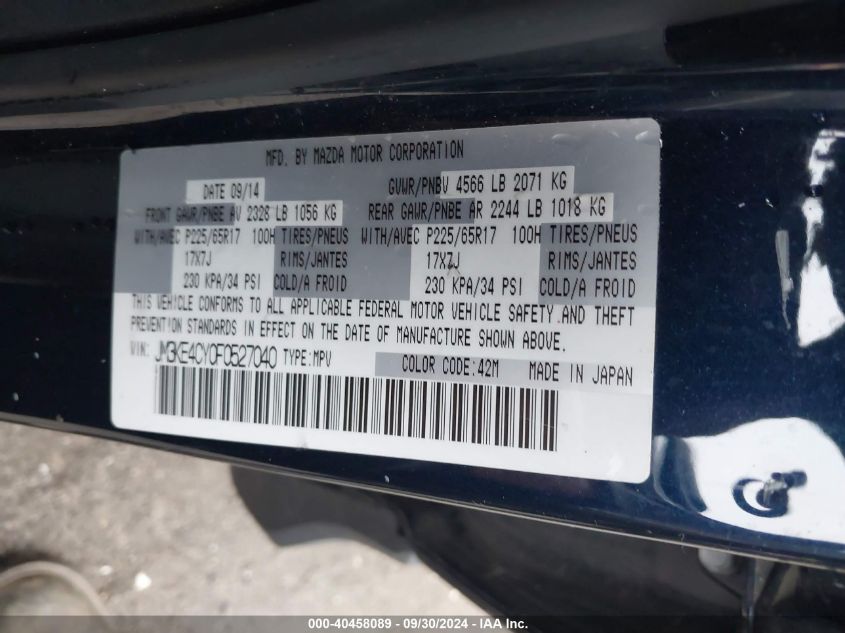 MFD. BY MAZDA MOTOR CORPORATION
DATE 09/14 GVWR/PNBV 4566 LB 2071 KG
FRONT GAWR/PNBE AV 2328 LB 1056 KG REAR GAWR/PNBE AR 2244 LB 1018 KG
WITH/AVEC P225/65R17 100H TIRES/PNEUS WITH/AVEC P225/65R17 100H TIRES/PNEUS
17X7J RIMS/JANTES 17X7J RIMS/JANTES
230 KPA/34 PSI COLD/A FROID 230 KPA/34 PSI COLD/A FROID
THIS VEHICLE CONFORMS TO ALL APPLICABLE FEDERAL MOTOR VEHICLE SAFETY AND THEFT
PREVENTION STANDARDS IN EFFECT ON THE DATE OF MANUFACTURE SHOWN ABOVE.
VIN: JM3KE4CY0F0527040 TYPE:MPV COLOR CODE:42M MADE IN JAPAN
000-40458089 - 09/30/2024 - IAA Inc.